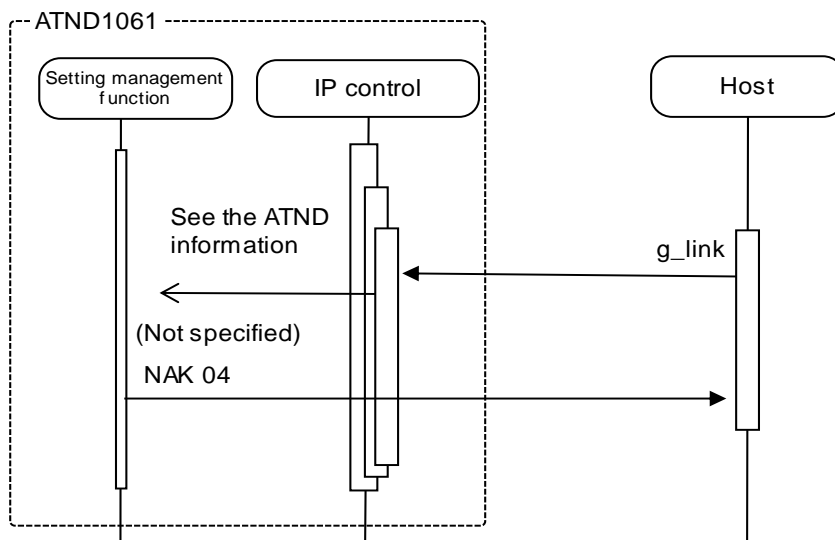 ATND1061
Setting management
function
IP control
Host
See the ATND
information
g_link
(Not specified)
NAK 04